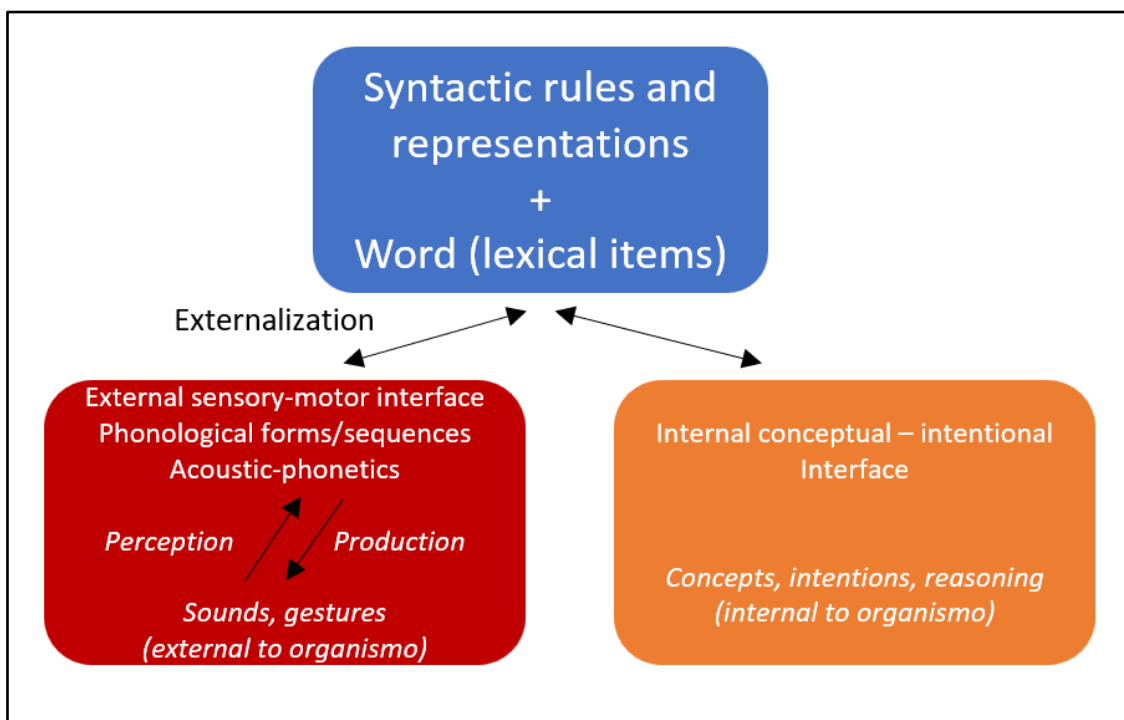 Syntactic rules and
representations
+
Word (lexical items)
Externalization
External sensory-motor interface
Phonological forms/sequences
Acoustic-phonetics
Perception
Production
Sounds, gestures
(external to organismo)
Internal conceptual – intentional
Interface
Concepts, intentions, reasoning
(internal to organismo)